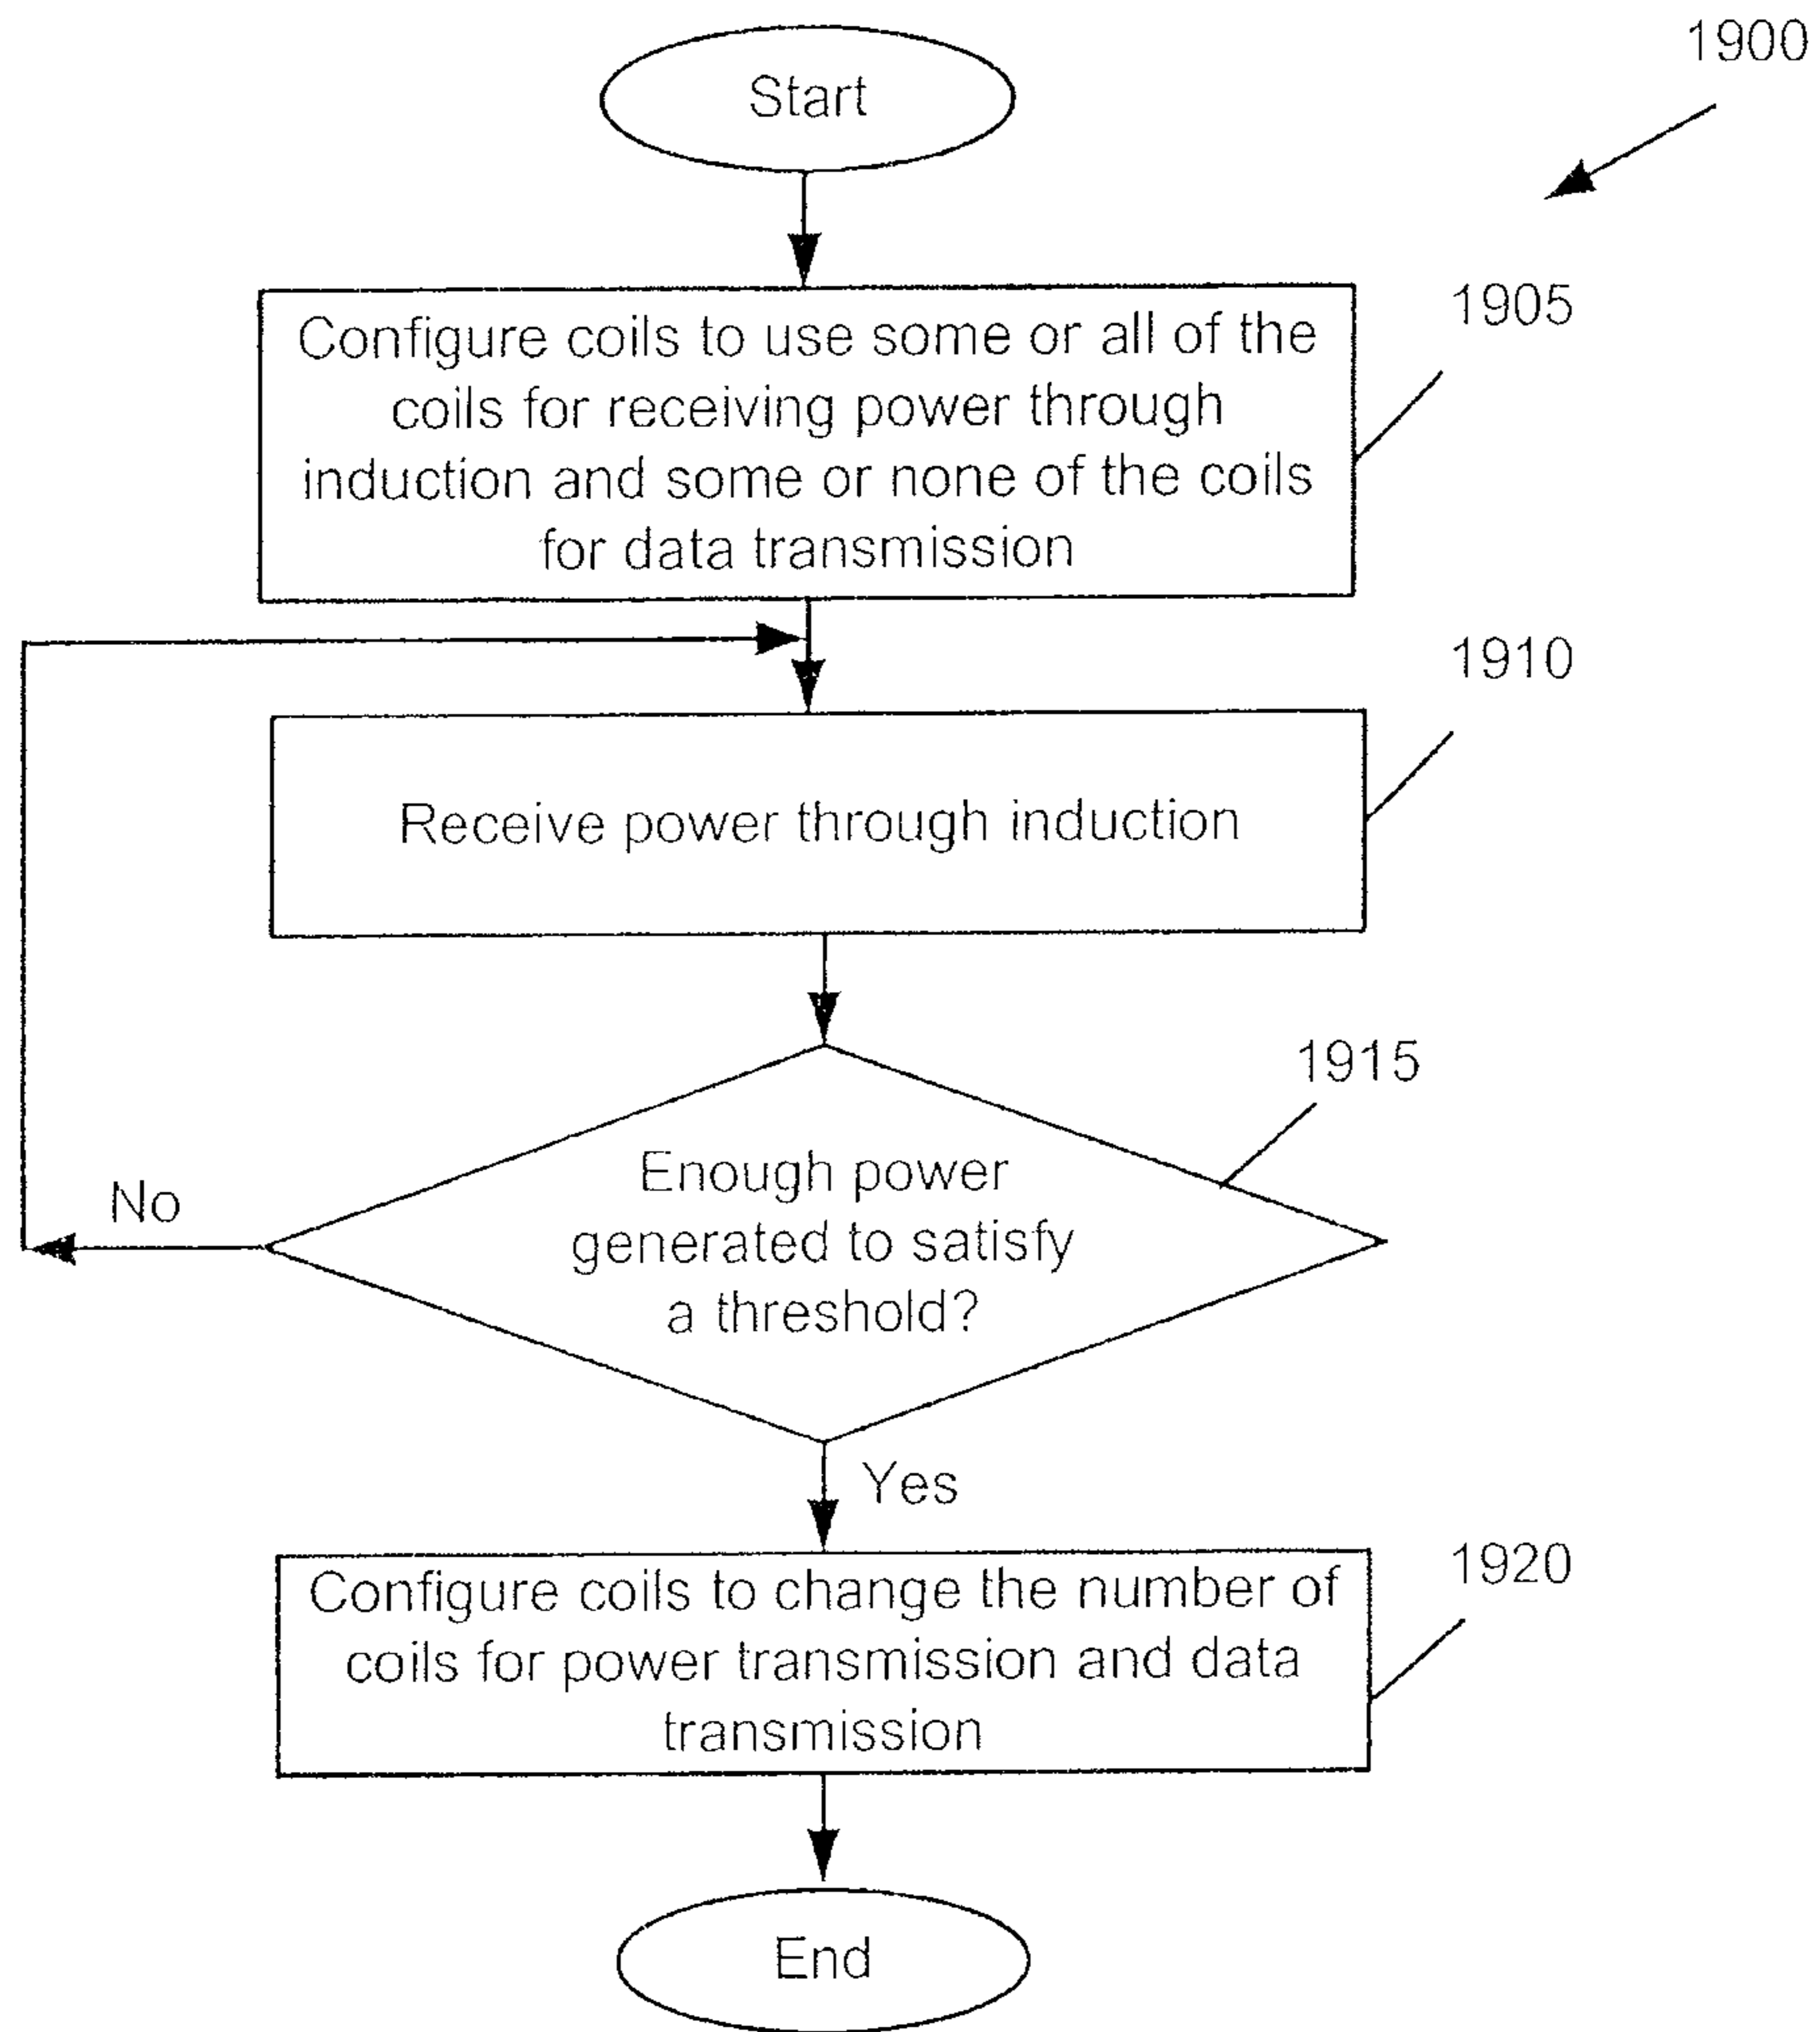 1900
Start
1905
Configure coils to use some or all of the
coils for receiving power through
induction and some or none of the coils
for data transmission
1910
Receive power through induction
1915
Enough power
generated to satisfy
a threshold?
No
Yes
1920
Configure coils to change the number of
coils for power transmission and data
transmission
End